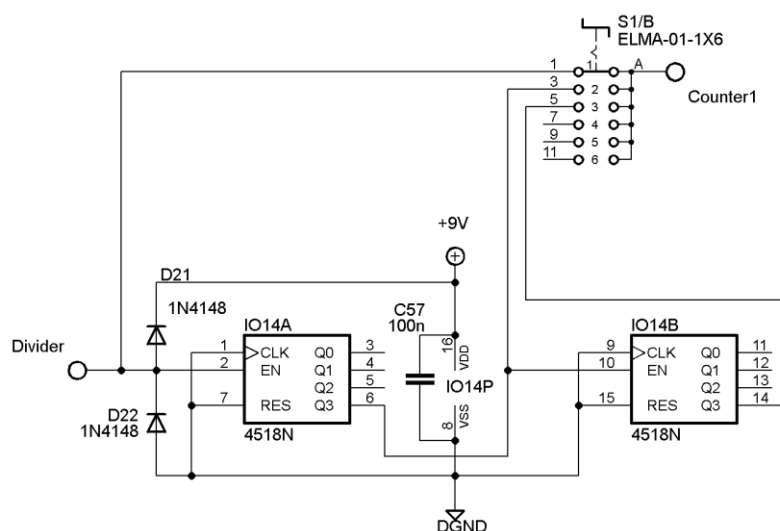 S1/B
ELMA-01-1X6
1 1 A
3 2
5 3
7 4
9 5
11 6
Counter1
+9V
D21
1N4148
C57
100n
16
VDD
IO14P
8
VSS
Divider
IO14A
1 CLK Q0 3
2 EN Q1 4
Q2 5
7 RES Q3 6
4518N
D22
1N4148
IO14B
9 CLK Q0 11
10 EN Q1 12
Q2 13
15 RES Q3 14
4518N
DGND